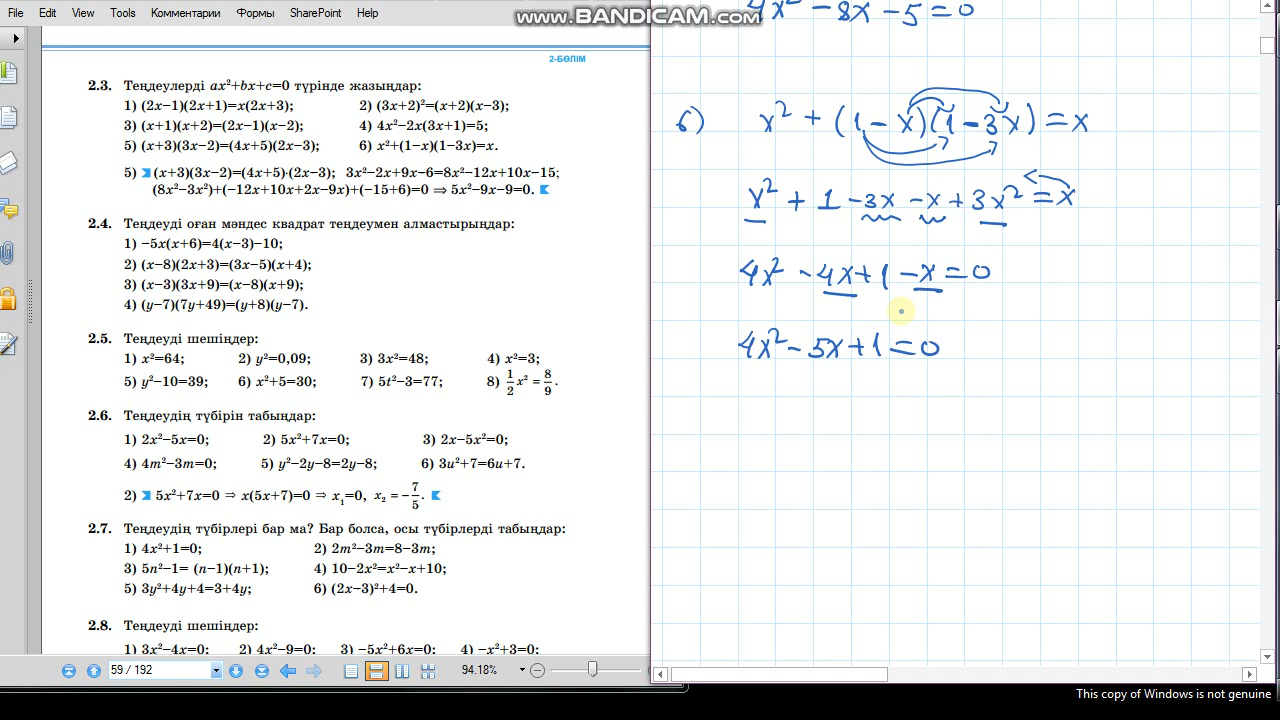 File Edit View Tools Комментарии Формы SharePoint Help
WWW.BANDICAM.COM
2-БӨЛІМ
2.3. Теңдеулерді ax²+bx+c=0 түрінде жазыңдар:
1) (2x−1)(2x+1)=x(2x+3); 2) (3x+2)²=(x+2)(x−3);
3) (x+1)(x+2)=(2x−1)(x−2); 4) 4x²−2x(3x+1)=5;
5) (x+3)(3x−2)=(4x+5)(2x−3); 6) x²+(1−x)(1−3x)=x.
5) (x+3)(3x−2)=(4x+5)·(2x−3); 3x²−2x+9x−6=8x²−12x+10x−15;
(8x²−3x²)+(−12x+10x+2x−9x)+(−15+6)=0 ⇒ 5x²−9x−9=0.
2.4. Теңдеуді оған мәндес квадрат теңдеумен алмастырыңдар:
1) −5x(x+6)=4(x−3)−10;
2) (x−8)(2x+3)=(3x−5)(x+4);
3) (x−3)(3x+9)=(x−8)(x+9);
4) (y−7)(7y+49)=(y+8)(y−7).
2.5. Теңдеуді шешіңдер:
1) x²=64; 2) y²=0,09; 3) 3x²=48; 4) x²=3;
5) y²−10=39; 6) x²+5=30; 7) 5t²−3=77; 8) 1/2 x² = 8/9.
2.6. Теңдеудің түбірін табыңдар:
1) 2x²−5x=0; 2) 5x²+7x=0; 3) 2x−5x²=0;
4) 4m²−3m=0; 5) y²−2y−8=2y−8; 6) 3u²+7=6u+7.
2) 5x²+7x=0 ⇒ x(5x+7)=0 ⇒ x₁=0, x₂ = −7/5.
2.7. Теңдеудің түбірлері бар ма? Бар болса, осы түбірлерді табыңдар:
1) 4x²+1=0; 2) 2m²−3m=8−3m;
3) 5n²−1= (n−1)(n+1); 4) 10−2x²=x²−x+10;
5) 3y²+4y+4=3+4y; 6) (2x−3)²+4=0.
2.8. Теңдеуді шешіңдер:
1) 3x²−4x=0; 2) 4x²−9=0; 3) −5x²+6x=0; 4) −x²+3=0;
59 / 192 94.18%
4x² − 8x − 5 = 0
6) x² + (1 − x)(1 − 3x) = x
x² + 1 − 3x − x + 3x² = x
4x² − 4x + 1 − x = 0
4x² − 5x + 1 = 0
This copy of Windows is not genuine